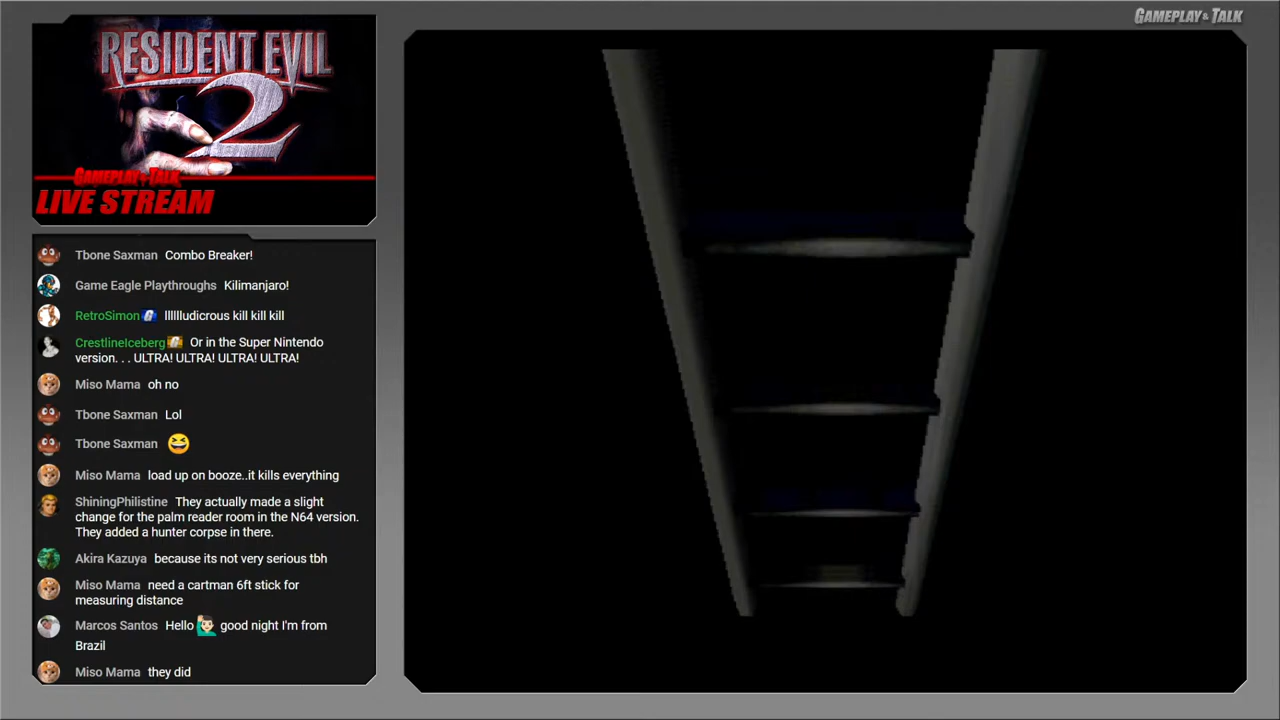 GAMEPLAY & TALK
RESIDENT EVIL
2
GAMEPLAY & TALK
LIVE STREAM
Tbone Saxman Combo Breaker!
Game Eagle Playthroughs Kilimanjaro!
RetroSimon lllllludicrous kill kill kill
CrestlineIceberg Or in the Super Nintendo
version. . . ULTRA! ULTRA! ULTRA! ULTRA!
Miso Mama oh no
Tbone Saxman Lol
Tbone Saxman 😆
Miso Mama load up on booze..it kills everything
ShiningPhilistine They actually made a slight
change for the palm reader room in the N64 version.
They added a hunter corpse in there.
Akira Kazuya because its not very serious tbh
Miso Mama need a cartman 6ft stick for
measuring distance
Marcos Santos Hello 🙋🏻‍♂️ good night I'm from
Brazil
Miso Mama they did